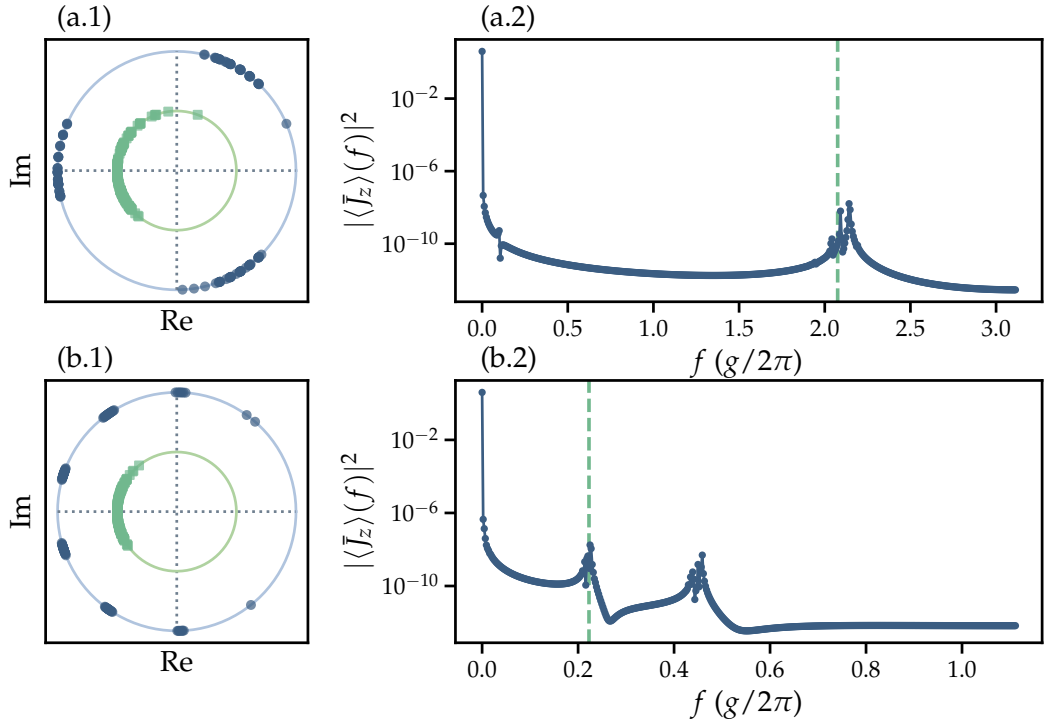 (a.1)
(a.2)
Im
Re
|⟨J̄_z⟩(f)|²
10⁻²
10⁻⁶
10⁻¹⁰
0.0 0.5 1.0 1.5 2.0 2.5 3.0
f (g/2π)
(b.1)
(b.2)
Im
Re
|⟨J̄_z⟩(f)|²
10⁻²
10⁻⁶
10⁻¹⁰
0.0 0.2 0.4 0.6 0.8 1.0
f (g/2π)